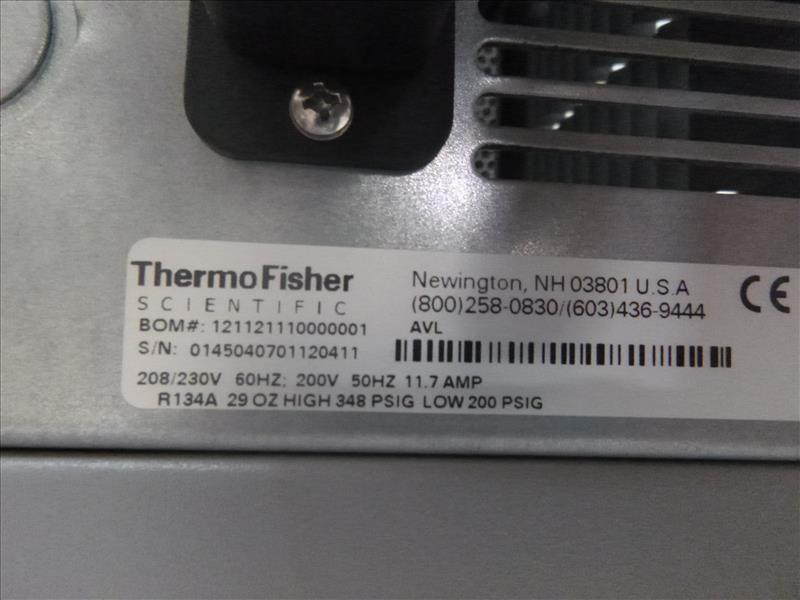 ThermoFisher
SCIENTIFIC
Newington, NH 03801 U.S.A
(800)258-0830/(603)436-9444
CE
BOM#: 121121110000001
AVL
S/N: 0145040701120411
208/230V 60HZ; 200V 50HZ 11.7 AMP
R134A 29 OZ HIGH 348 PSIG LOW 200 PSIG